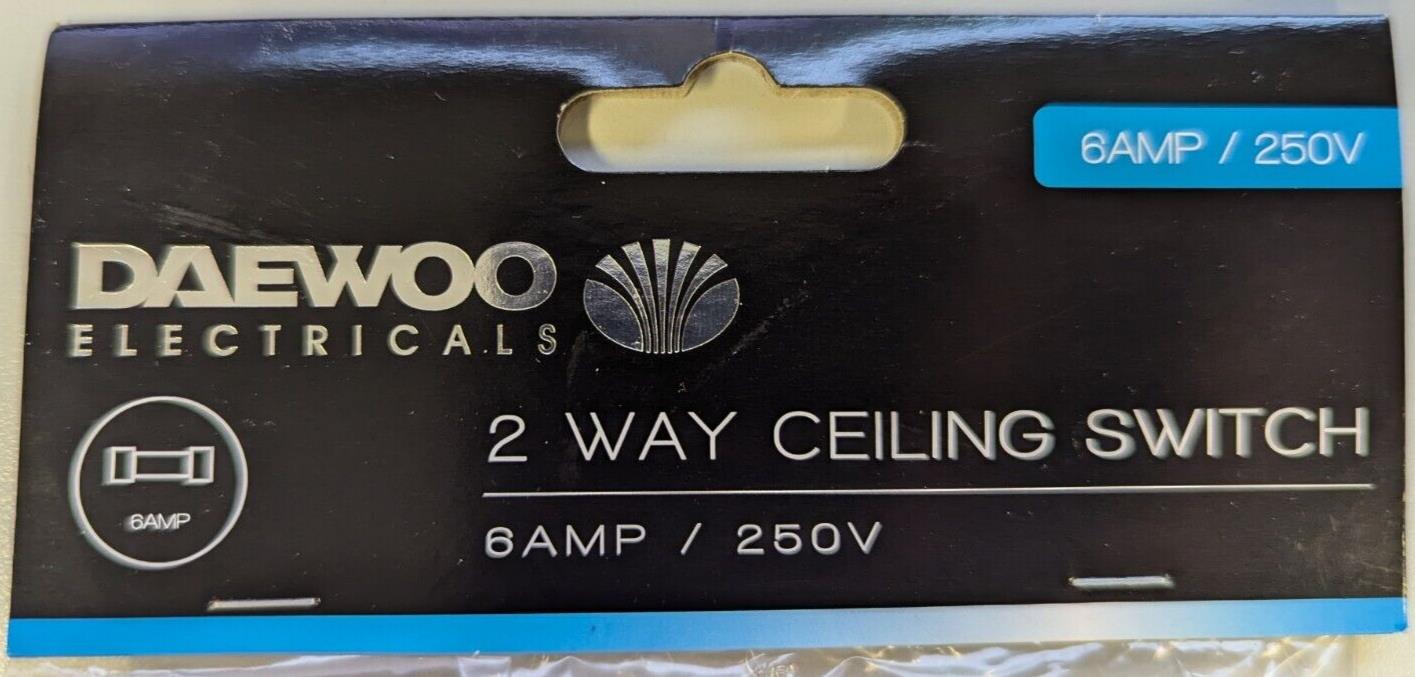 6AMP / 250V
DAEWOO
ELECTRICALS
2 WAY CEILING SWITCH
6AMP
6AMP / 250V